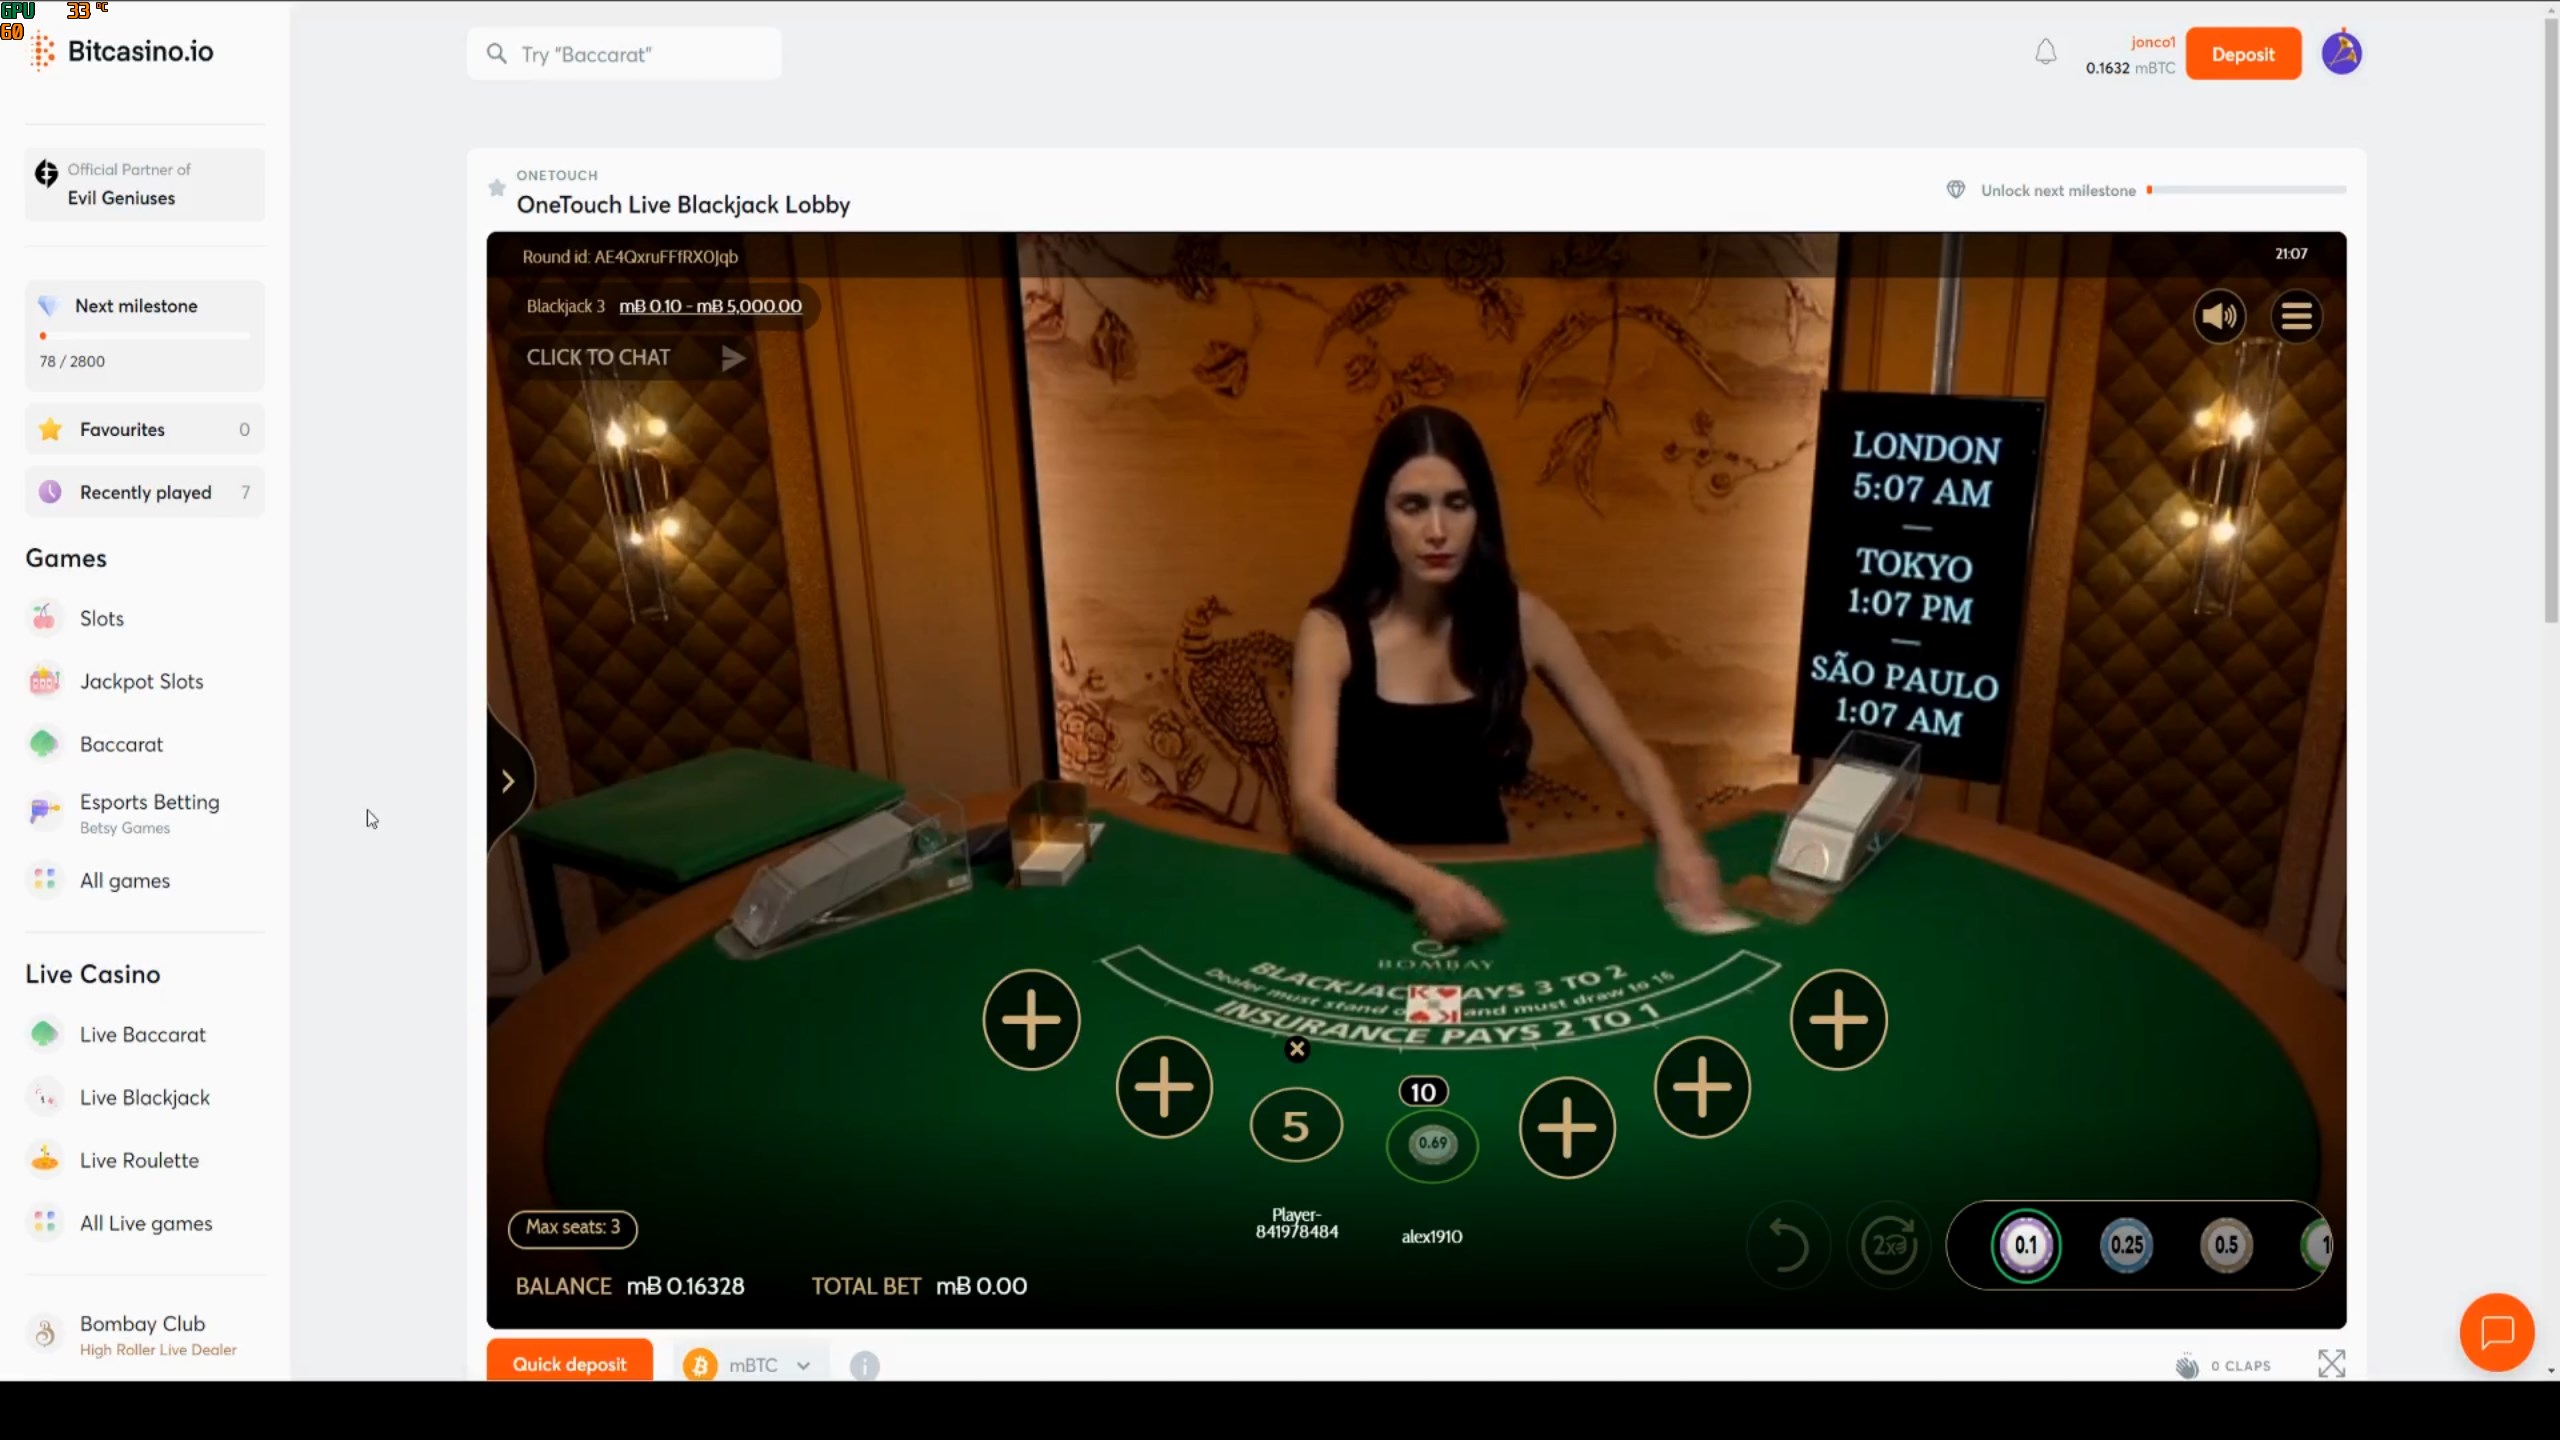 GPU 33 °C
60
Bitcasino.io
Try "Baccarat"
jonco1
0.1632 mBTC
Deposit
Official Partner of
Evil Geniuses
Next milestone
78 / 2800
Favourites 0
Recently played 7
Games
Slots
Jackpot Slots
Baccarat
Esports Betting
Betsy Games
All games
Live Casino
Live Baccarat
Live Blackjack
Live Roulette
All Live games
Bombay Club
High Roller Live Dealer
ONETOUCH
OneTouch Live Blackjack Lobby
Unlock next milestone
Round id: AE4QxruFFfRXOJqb
21:07
Blackjack 3 mɃ 0.10 - mɃ 5,000.00
CLICK TO CHAT
LONDON
5:07 AM
TOKYO
1:07 PM
SÃO PAULO
1:07 AM
BOMBAY
BLACKJACK PAYS 3 TO 2
Dealer must stand and must draw to 16
INSURANCE PAYS 2 TO 1
K
K
10
5
0.69
Player-
841978484
alex1910
Max seats: 3
2x
0.1
0.25
0.5
BALANCE mɃ 0.16328
TOTAL BET mɃ 0.00
Quick deposit
mBTC
0 CLAPS